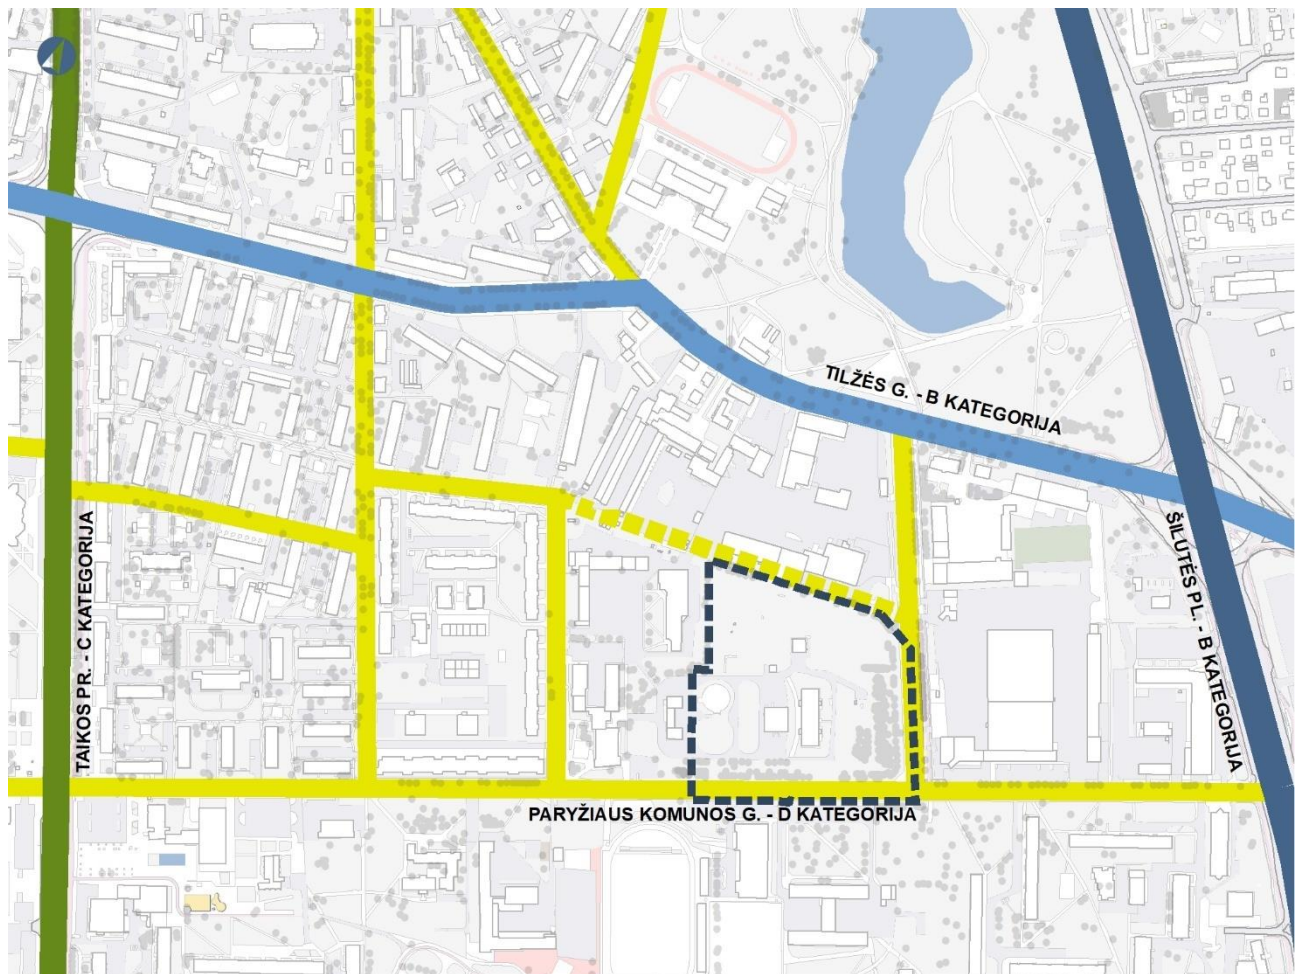 TILŽĖS G. - B KATEGORIJA
TAIKOS PR. - C KATEGORIJA
ŠILUTĖS PL. - B KATEGORIJA
PARYŽIAUS KOMUNOS G. - D KATEGORIJA